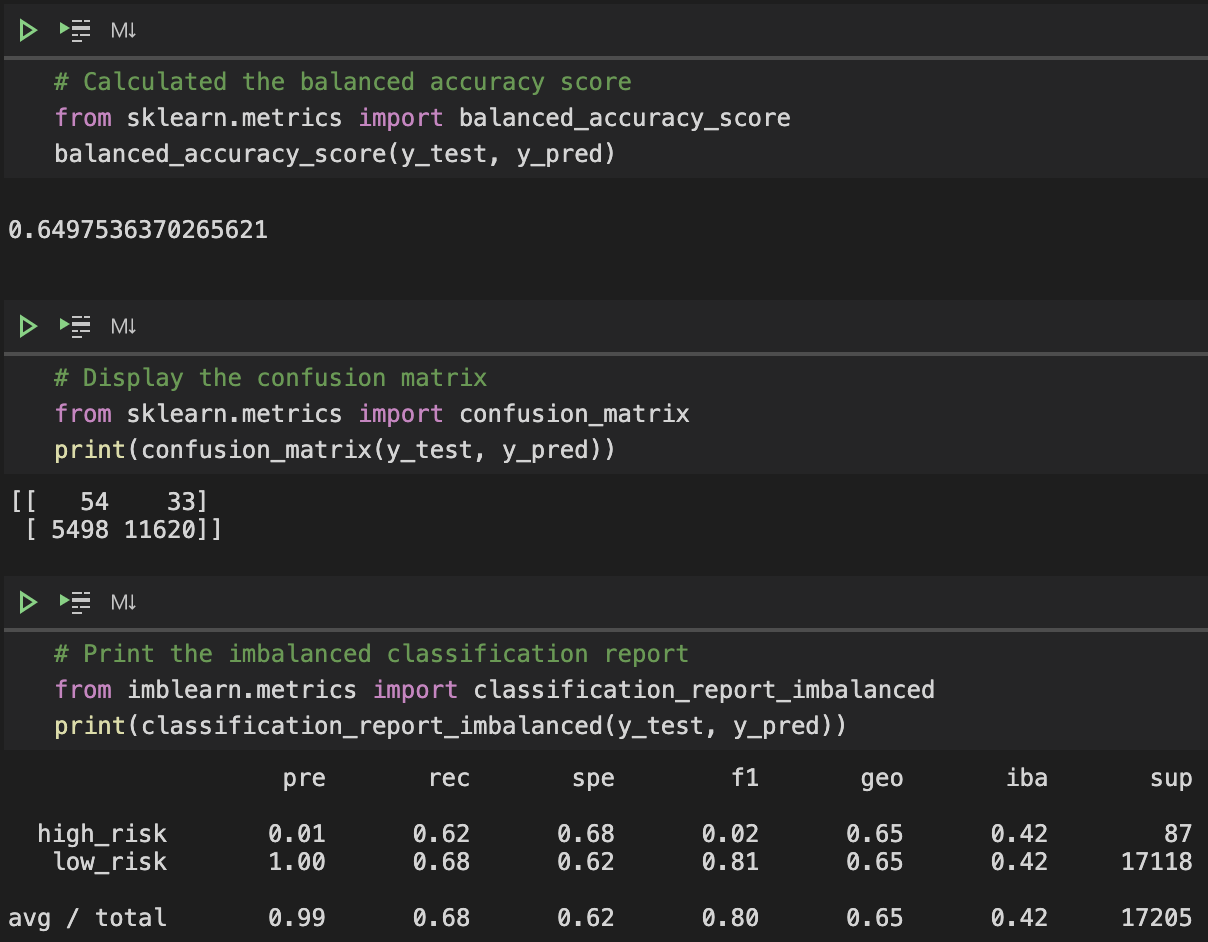 M↓
# Calculated the balanced accuracy score
from sklearn.metrics import balanced_accuracy_score
balanced_accuracy_score(y_test, y_pred)
0.6497536370265621
M↓
# Display the confusion matrix
from sklearn.metrics import confusion_matrix
print(confusion_matrix(y_test, y_pred))
[[   54    33]
 [ 5498 11620]]
M↓
# Print the imbalanced classification report
from imblearn.metrics import classification_report_imbalanced
print(classification_report_imbalanced(y_test, y_pred))
pre rec spe f1 geo iba sup
high_risk 0.01 0.62 0.68 0.02 0.65 0.42 87
low_risk 1.00 0.68 0.62 0.81 0.65 0.42 17118
avg / total 0.99 0.68 0.62 0.80 0.65 0.42 17205